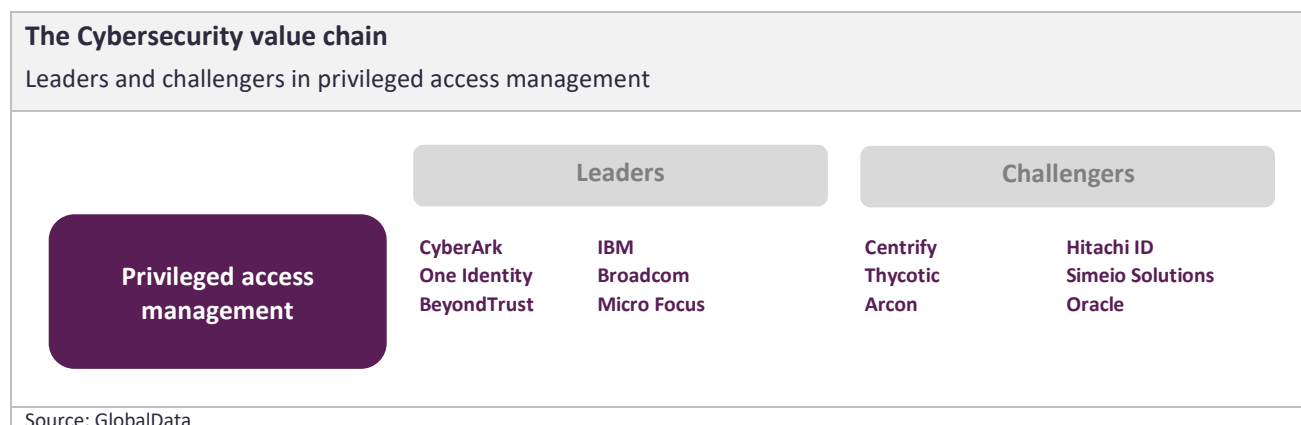 The Cybersecurity value chain
Leaders and challengers in privileged access management
Leaders
Challengers
Privileged access
management
CyberArk
One Identity
BeyondTrust
IBM
Broadcom
Micro Focus
Centrify
Thycotic
Arcon
Hitachi ID
Simeio Solutions
Oracle
Source: GlobalData